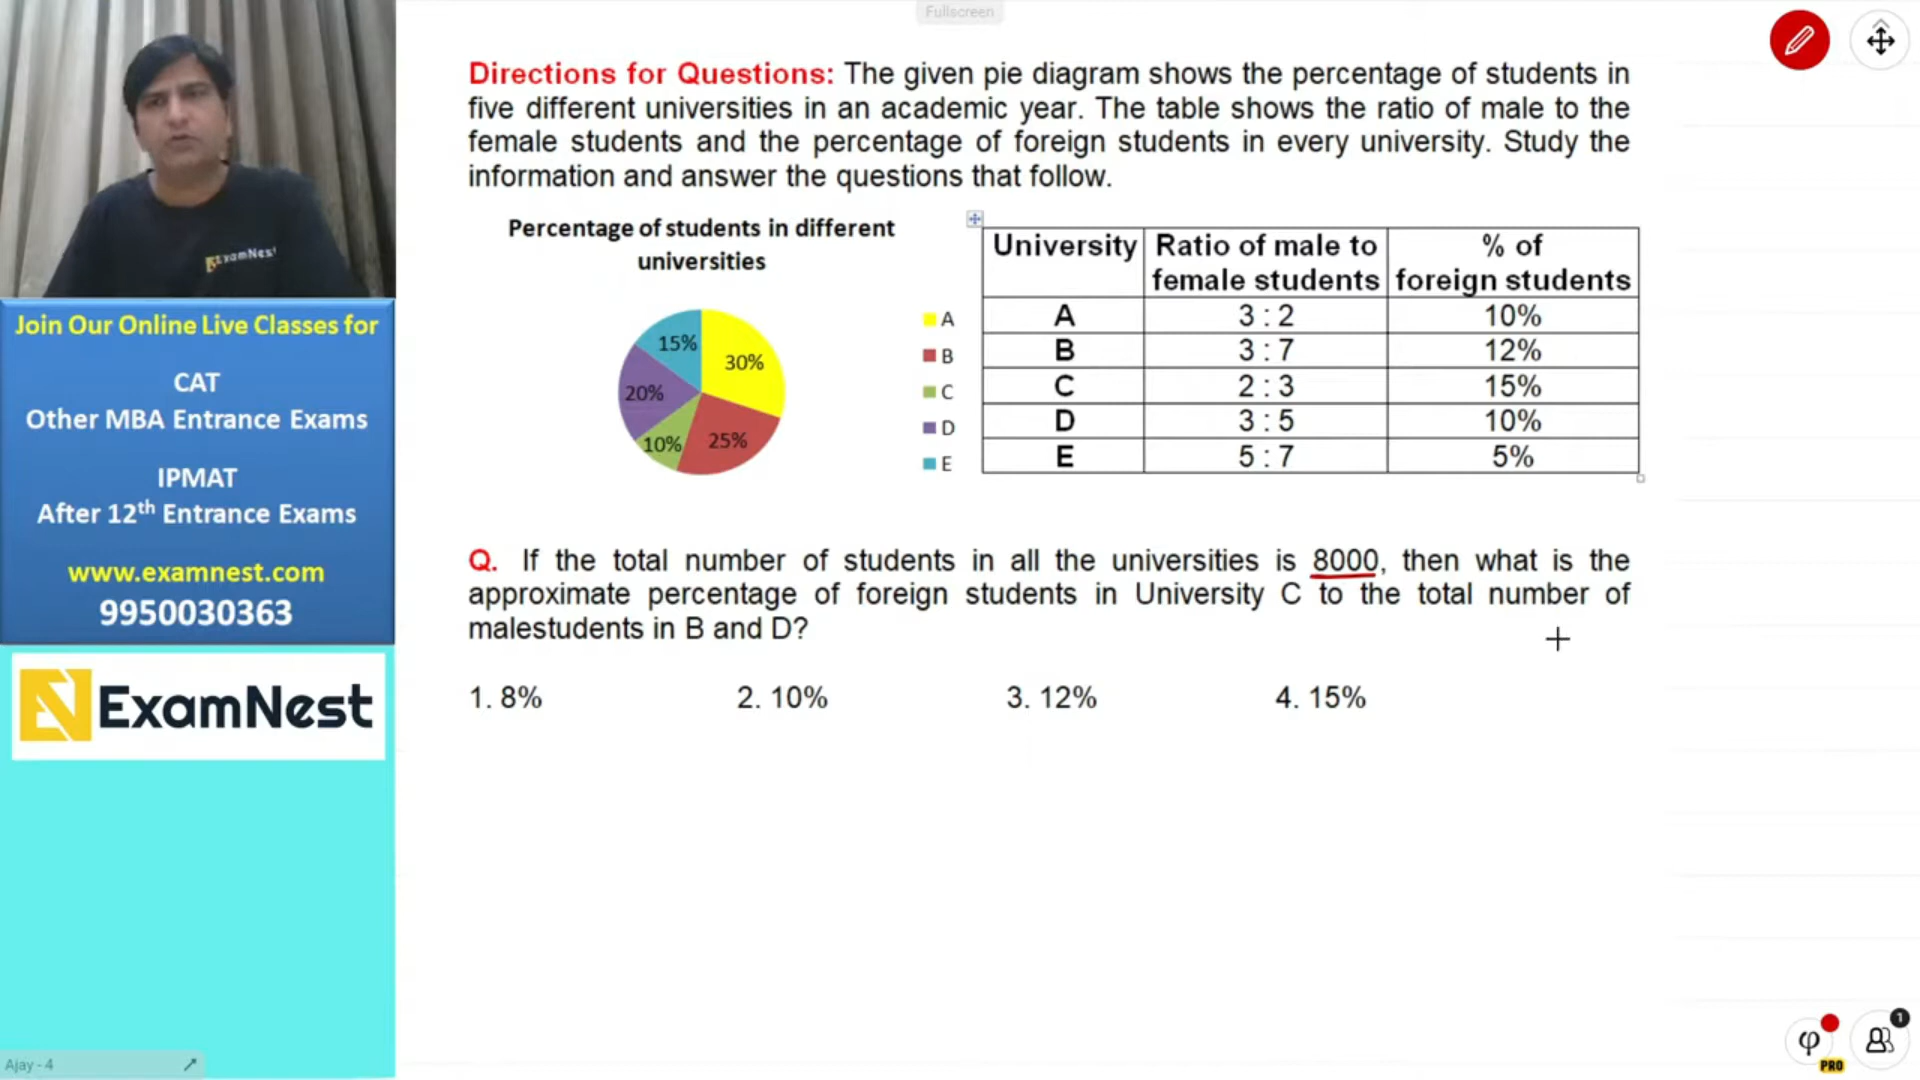 Fullscreen
Directions for Questions: The given pie diagram shows the percentage of students in
five different universities in an academic year. The table shows the ratio of male to the
female students and the percentage of foreign students in every university. Study the
information and answer the questions that follow.
Percentage of students in different
universities
15%
30%
20%
10%
25%
A
B
C
D
E
University Ratio of male to female students % of foreign students
A 3 : 2 10%
B 3 : 7 12%
C 2 : 3 15%
D 3 : 5 10%
E 5 : 7 5%
Q. If the total number of students in all the universities is 8000, then what is the
approximate percentage of foreign students in University C to the total number of
malestudents in B and D?
1. 8% 2. 10% 3. 12% 4. 15%
ExamNest
Join Our Online Live Classes for
CAT
Other MBA Entrance Exams
IPMAT
After 12th Entrance Exams
www.examnest.com
9950030363
ExamNest
Ajay - 4
φ
PRO
1